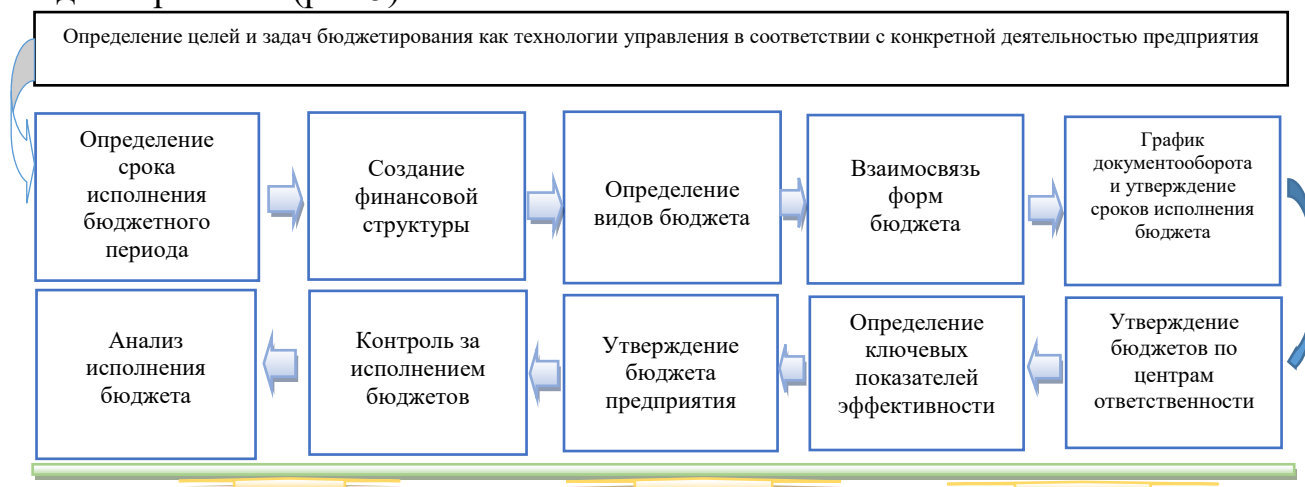 Определение целей и задач бюджетирования как технологии управления в соответствии с конкретной деятельностью предприятия
Определение
срока
исполнения
бюджетного
периода
Создание
финансовой
структуры
Определение
видов бюджета
Взаимосвязь
форм
бюджета
График
документооборота
и утверждение
сроков исполнения
бюджета
Утверждение
бюджетов по
центрам
ответственности
Определение
ключевых
показателей
эффективности
Утверждение
бюджета
предприятия
Контроль за
исполнением
бюджетов
Анализ
исполнения
бюджета